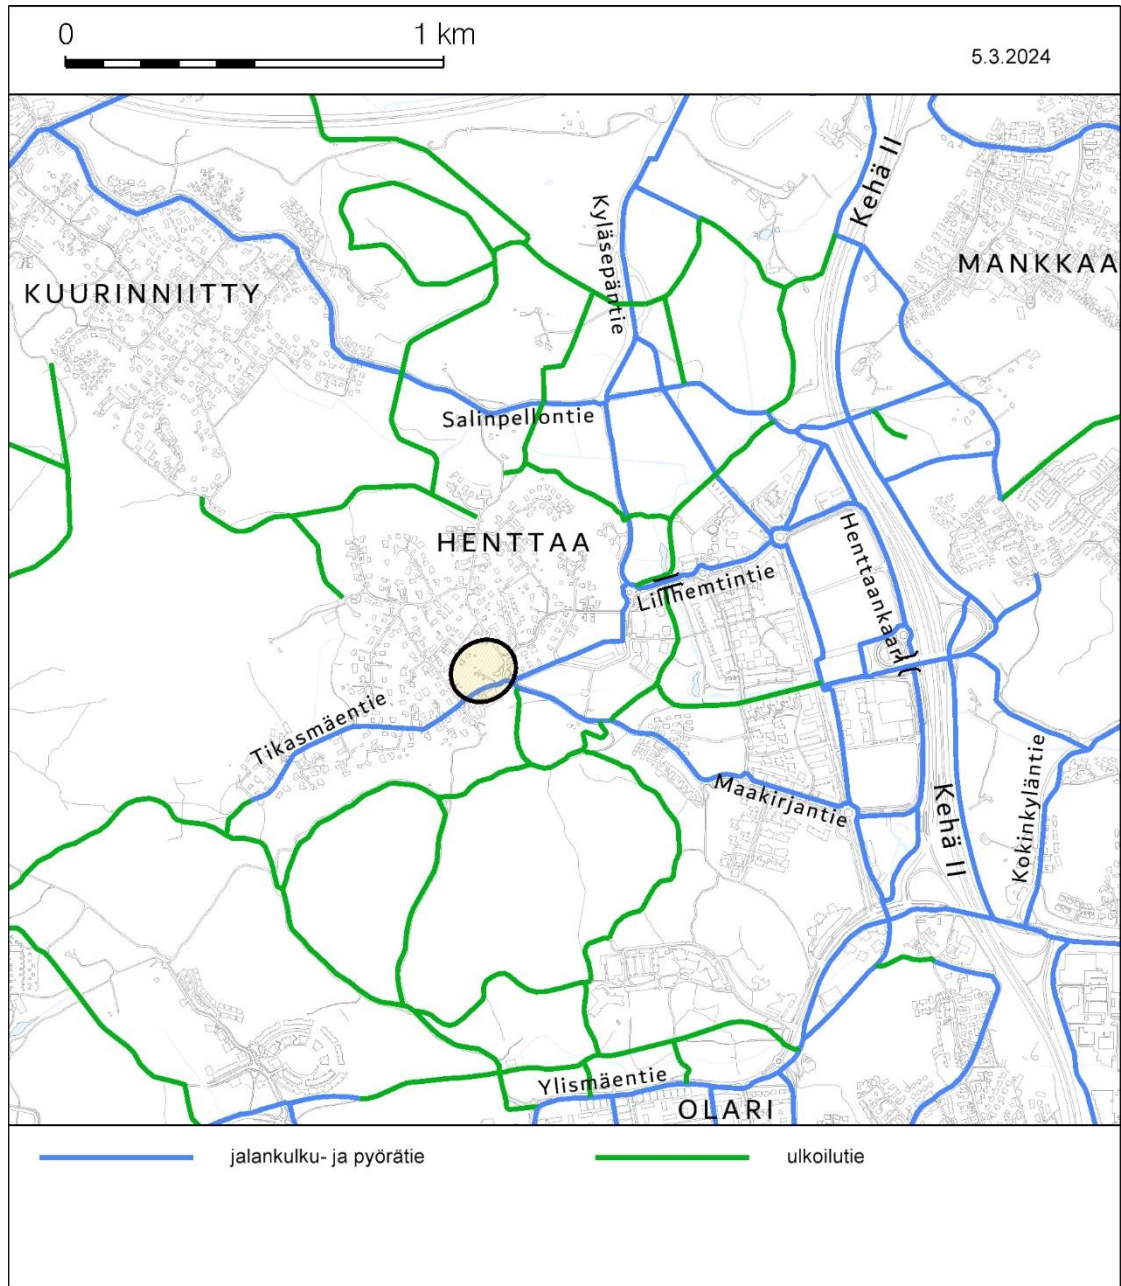 0 1 km
5.3.2024
Kehä II
Kyläsepäntie
MANKKAA
KUURINNIITTY
Salinpellontie
HENTTAA
Henttaankaari
Lillhemtintie
Tikasmäentie
Maakirjantie
Kokinkyläntie
Kehä II
Ylismäentie
OLARI
jalankulku- ja pyörätie
ulkoilutie